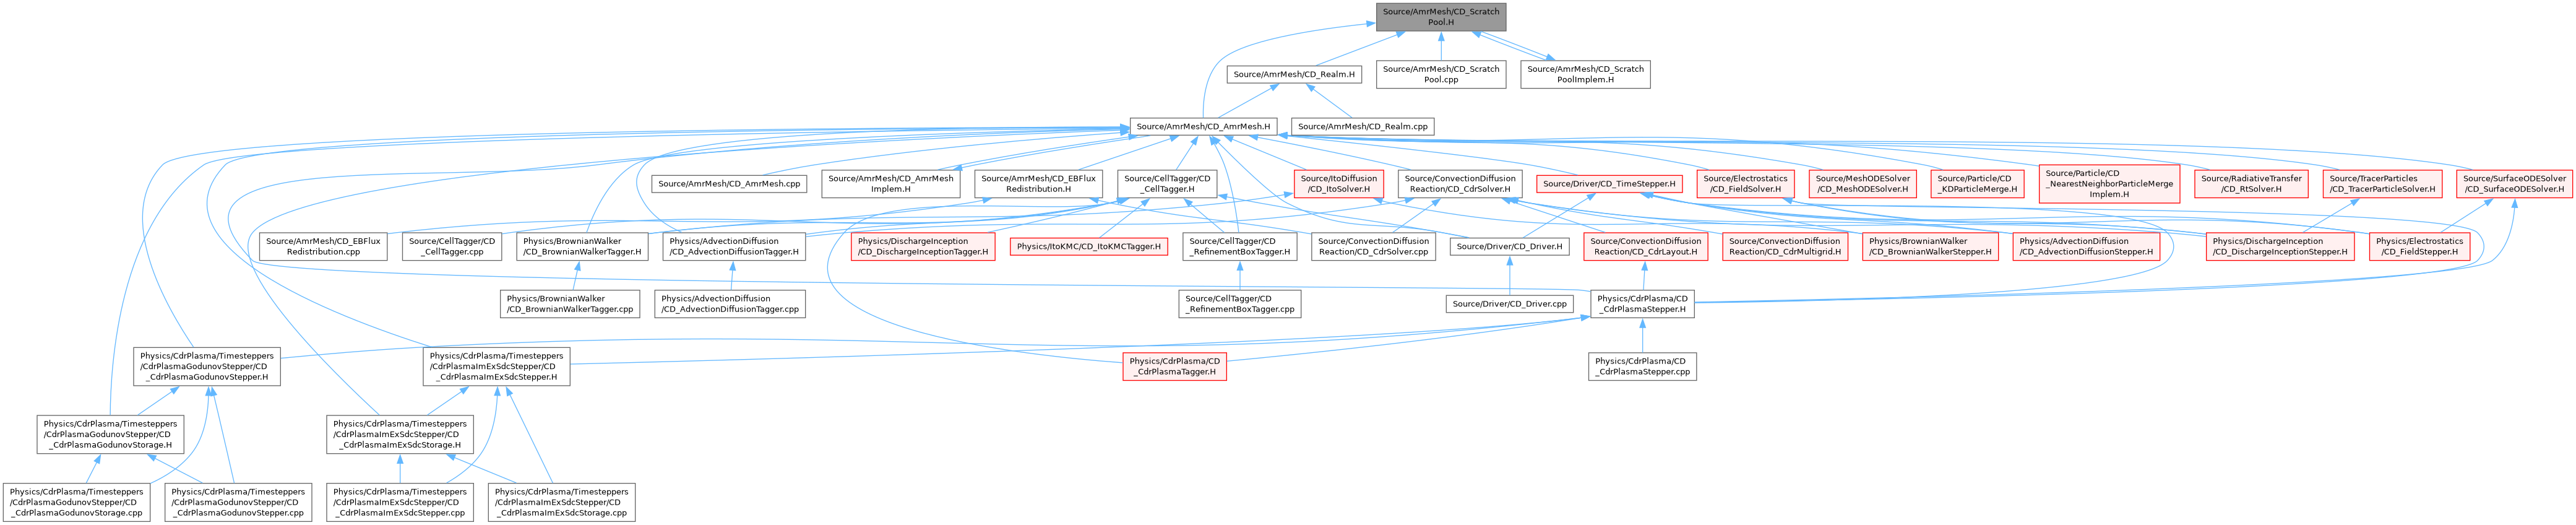 Source/AmrMesh/CD_Scratch
Pool.H
Source/AmrMesh/CD_Realm.H
Source/AmrMesh/CD_Scratch
Pool.cpp
Source/AmrMesh/CD_Scratch
PoolImplem.H
Source/AmrMesh/CD_AmrMesh.H
Source/AmrMesh/CD_Realm.cpp
Source/AmrMesh/CD_AmrMesh.cpp
Source/AmrMesh/CD_AmrMesh
Implem.H
Source/AmrMesh/CD_EBFlux
Redistribution.H
Source/CellTagger/CD
_CellTagger.H
Source/ItoDiffusion
/CD_ItoSolver.H
Source/ConvectionDiffusion
Reaction/CD_CdrSolver.H
Source/Driver/CD_TimeStepper.H
Source/Electrostatics
/CD_FieldSolver.H
Source/MeshODESolver
/CD_MeshODESolver.H
Source/Particle/CD
_KDParticleMerge.H
Source/Particle/CD
_NearestNeighborParticleMerge
Implem.H
Source/RadiativeTransfer
/CD_RtSolver.H
Source/TracerParticles
/CD_TracerParticleSolver.H
Source/SurfaceODESolver
/CD_SurfaceODESolver.H
Source/AmrMesh/CD_EBFlux
Redistribution.cpp
Source/CellTagger/CD
_CellTagger.cpp
Physics/BrownianWalker
/CD_BrownianWalkerTagger.H
Physics/AdvectionDiffusion
/CD_AdvectionDiffusionTagger.H
Physics/DischargeInception
/CD_DischargeInceptionTagger.H
Physics/ItoKMC/CD_ItoKMCTagger.H
Source/CellTagger/CD
_RefinementBoxTagger.H
Source/ConvectionDiffusion
Reaction/CD_CdrSolver.cpp
Source/Driver/CD_Driver.H
Source/ConvectionDiffusion
Reaction/CD_CdrLayout.H
Source/ConvectionDiffusion
Reaction/CD_CdrMultigrid.H
Physics/BrownianWalker
/CD_BrownianWalkerStepper.H
Physics/AdvectionDiffusion
/CD_AdvectionDiffusionStepper.H
Physics/DischargeInception
/CD_DischargeInceptionStepper.H
Physics/Electrostatics
/CD_FieldStepper.H
Physics/BrownianWalker
/CD_BrownianWalkerTagger.cpp
Physics/AdvectionDiffusion
/CD_AdvectionDiffusionTagger.cpp
Source/CellTagger/CD
_RefinementBoxTagger.cpp
Source/Driver/CD_Driver.cpp
Physics/CdrPlasma/CD
_CdrPlasmaStepper.H
Physics/CdrPlasma/Timesteppers
/CdrPlasmaGodunovStepper/CD
_CdrPlasmaGodunovStepper.H
Physics/CdrPlasma/Timesteppers
/CdrPlasmaImExSdcStepper/CD
_CdrPlasmaImExSdcStepper.H
Physics/CdrPlasma/CD
_CdrPlasmaTagger.H
Physics/CdrPlasma/CD
_CdrPlasmaStepper.cpp
Physics/CdrPlasma/Timesteppers
/CdrPlasmaGodunovStepper/CD
_CdrPlasmaGodunovStorage.H
Physics/CdrPlasma/Timesteppers
/CdrPlasmaImExSdcStepper/CD
_CdrPlasmaImExSdcStorage.H
Physics/CdrPlasma/Timesteppers
/CdrPlasmaGodunovStepper/CD
_CdrPlasmaGodunovStorage.cpp
Physics/CdrPlasma/Timesteppers
/CdrPlasmaGodunovStepper/CD
_CdrPlasmaGodunovStepper.cpp
Physics/CdrPlasma/Timesteppers
/CdrPlasmaImExSdcStepper/CD
_CdrPlasmaImExSdcStepper.cpp
Physics/CdrPlasma/Timesteppers
/CdrPlasmaImExSdcStepper/CD
_CdrPlasmaImExSdcStorage.cpp